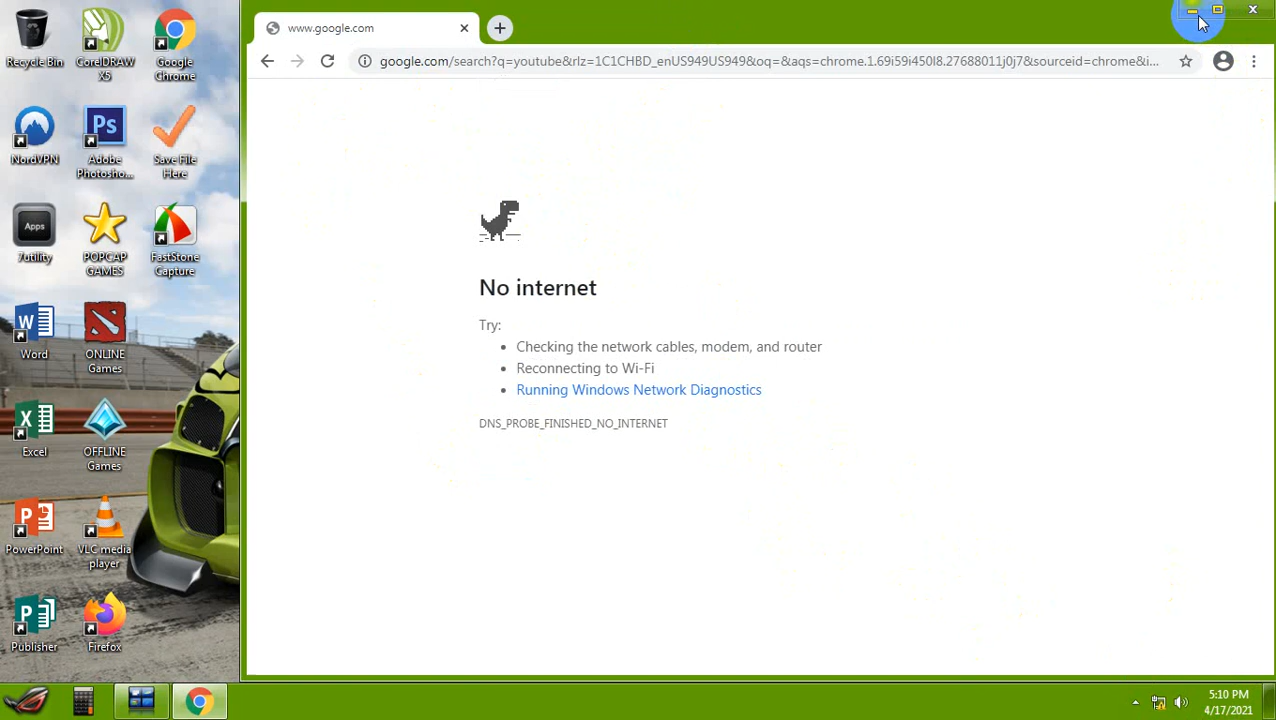 www.google.com
google.com/search?q=youtube&rlz=1C1CHBD_enUS949US949&oq=&aqs=chrome.1.69i59i450l8.27688011j0j7&sourceid=chrome&i...
Recycle Bin
CorelDRAW X5
Google Chrome
NordVPN
Ps
Adobe Photosho...
Save File Here
Apps
7utility
POPCAP GAMES
FastStone Capture
W
Word
ONLINE Games
X
Excel
OFFLINE Games
P
PowerPoint
VLC media player
P
Publisher
Firefox
No internet
Try:
• Checking the network cables, modem, and router
• Reconnecting to Wi-Fi
• Running Windows Network Diagnostics
DNS_PROBE_FINISHED_NO_INTERNET
5:10 PM
4/17/2021